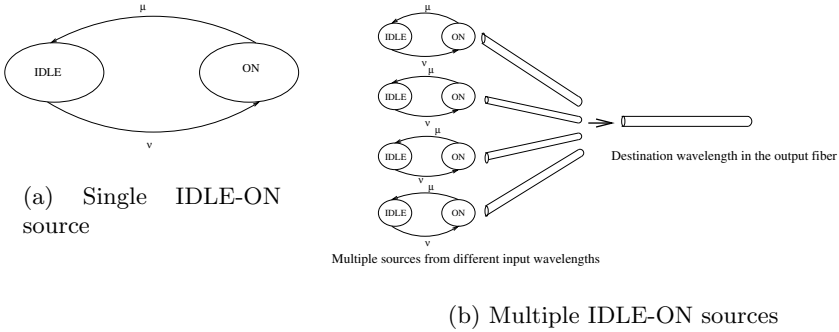 μ
IDLE
ON
ν
(a) Single IDLE-ON
source
μ
IDLE
ON
ν
μ
IDLE
ON
μ
IDLE
ON
ν
μ
IDLE
ON
ν
Multiple sources from different input wavelengths
Destination wavelength in the output fiber
(b) Multiple IDLE-ON sources